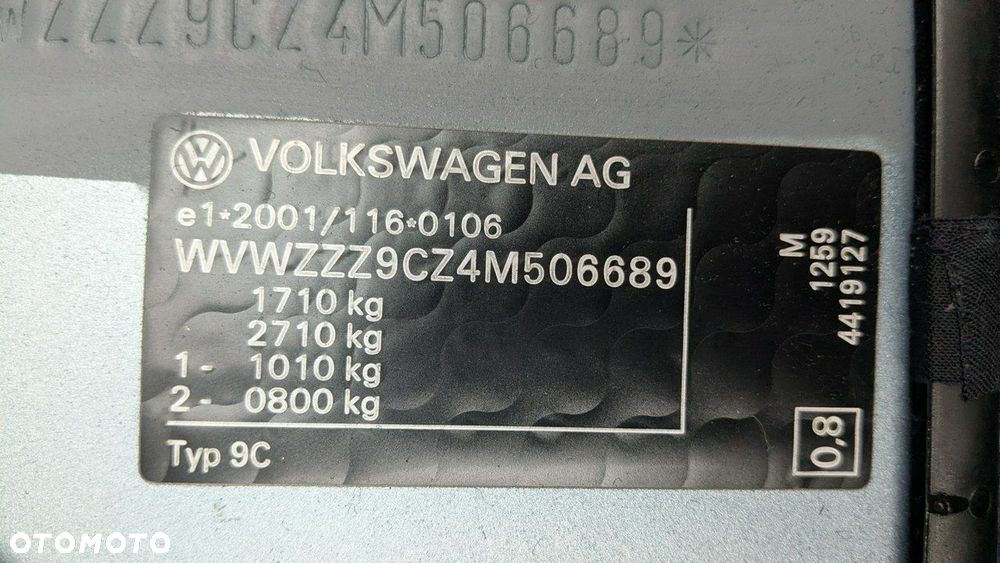 WZZZ9CZ4M506689*
VOLKSWAGEN AG
e1*2001/116*0106
WVWZZZ9CZ4M506689
1710 kg
2710 kg
1- 1010 kg
2- 0800 kg
Typ 9C
M
1259
4419127
0,8
OTOMOTO